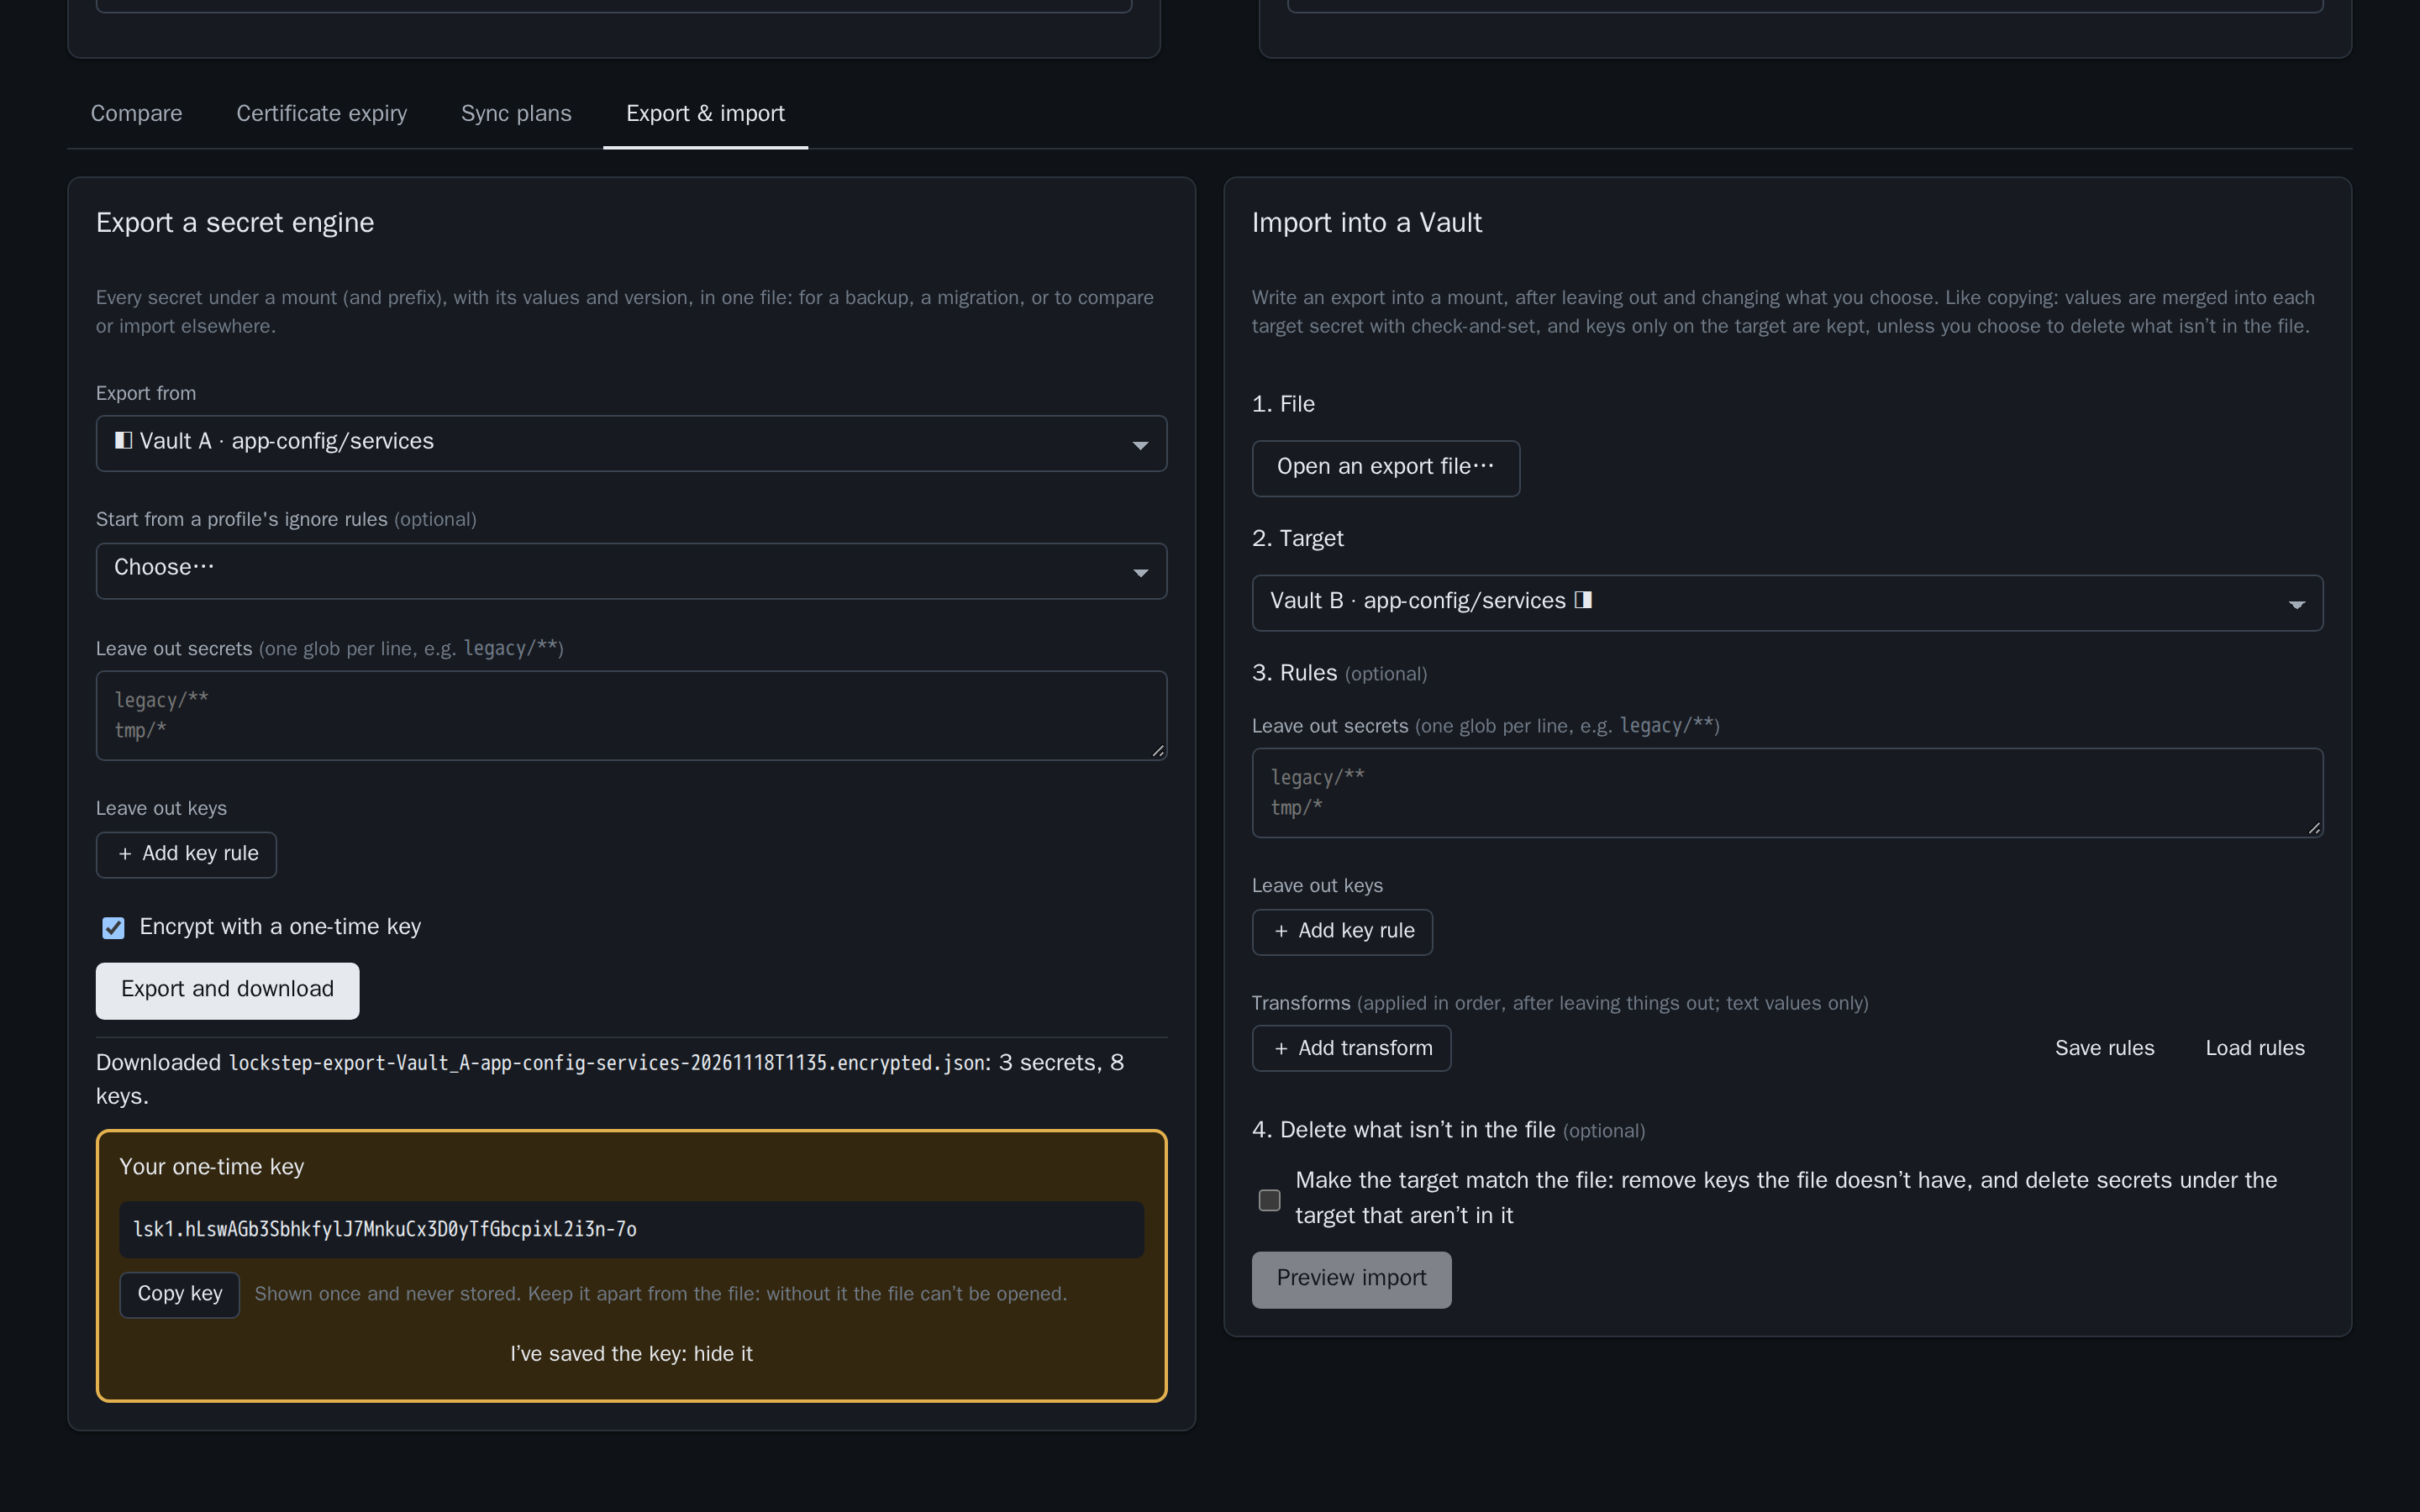 Compare
Certificate expiry
Sync plans
Export & import
Export a secret engine
Every secret under a mount (and prefix), with its values and version, in one file: for a backup, a migration, or to compare
or import elsewhere.
Export from
Vault A · app-config/services
Start from a profile's ignore rules (optional)
Choose…
Leave out secrets (one glob per line, e.g. legacy/**)
legacy/**
tmp/*
Leave out keys
+ Add key rule
Encrypt with a one-time key
Export and download
Downloaded lockstep-export-Vault_A-app-config-services-20261118T1135.encrypted.json: 3 secrets, 8
keys.
Your one-time key
lsk1.hLswAGb3SbhkfylJ7MnkuCx3D0yTfGbcpixL2i3n-7o
Copy key
Shown once and never stored. Keep it apart from the file: without it the file can’t be opened.
I’ve saved the key: hide it
Import into a Vault
Write an export into a mount, after leaving out and changing what you choose. Like copying: values are merged into each
target secret with check-and-set, and keys only on the target are kept, unless you choose to delete what isn’t in the file.
1. File
Open an export file…
2. Target
Vault B · app-config/services
3. Rules (optional)
Leave out secrets (one glob per line, e.g. legacy/**)
legacy/**
tmp/*
Leave out keys
+ Add key rule
Transforms (applied in order, after leaving things out; text values only)
+ Add transform
Save rules
Load rules
4. Delete what isn’t in the file (optional)
Make the target match the file: remove keys the file doesn’t have, and delete secrets under the
target that aren’t in it
Preview import